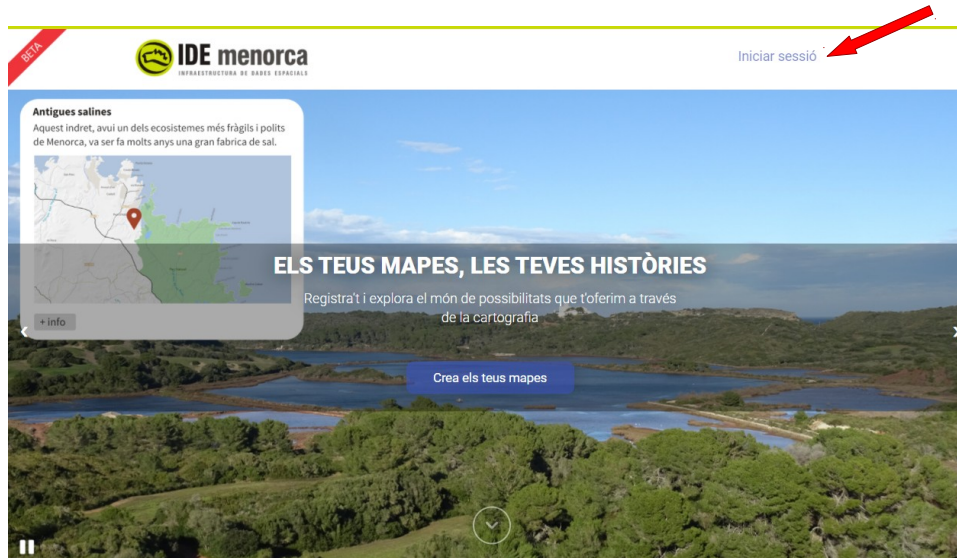 BETA
IDE menorca
INFRAESTRUCTURA DE DADES ESPACIALS
Iniciar sessió
Antigues salines
Aquest indret, avui un dels ecosistemes més fràgils i polits
de Menorca, va ser fa molts anys una gran fabrica de sal.
+ info
ELS TEUS MAPES, LES TEVES HISTÒRIES
Registra't i explora el món de possibilitats que t'oferim a través
de la cartografia
Crea els teus mapes